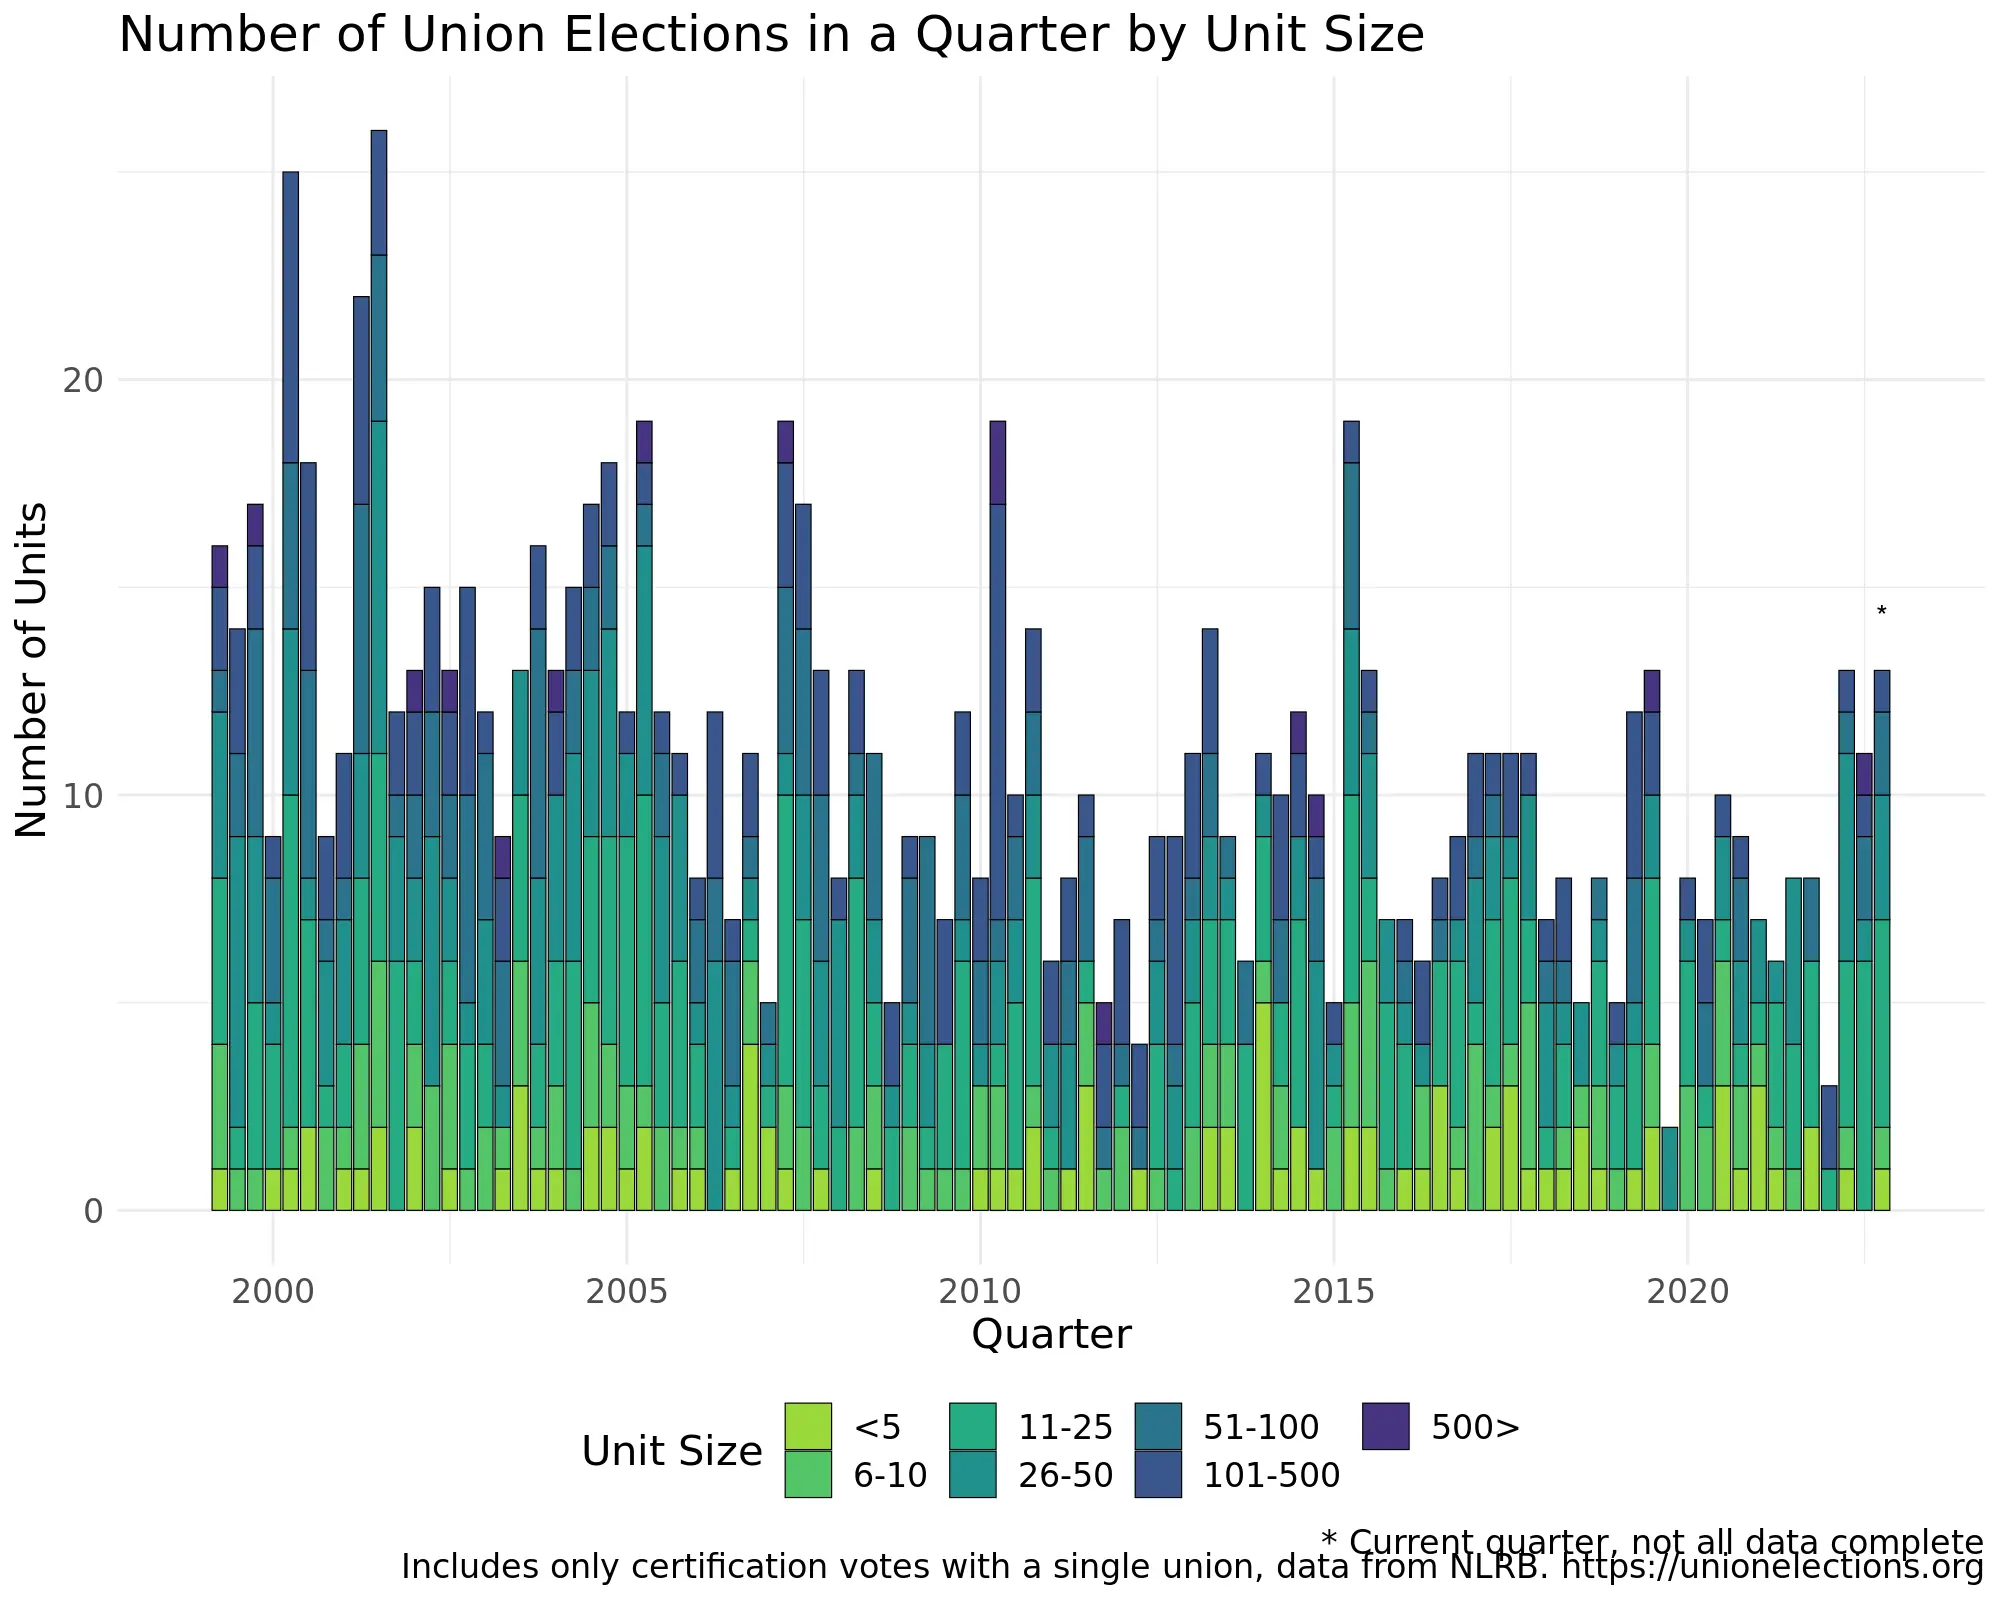 Number of Union Elections in a Quarter by Unit Size
Number of Units
20
10
0
*
2000 2005 2010 2015 2020
Quarter
Unit Size
<5 11-25 51-100 500>
6-10 26-50 101-500
* Current quarter, not all data complete
Includes only certification votes with a single union, data from NLRB. https://unionelections.org